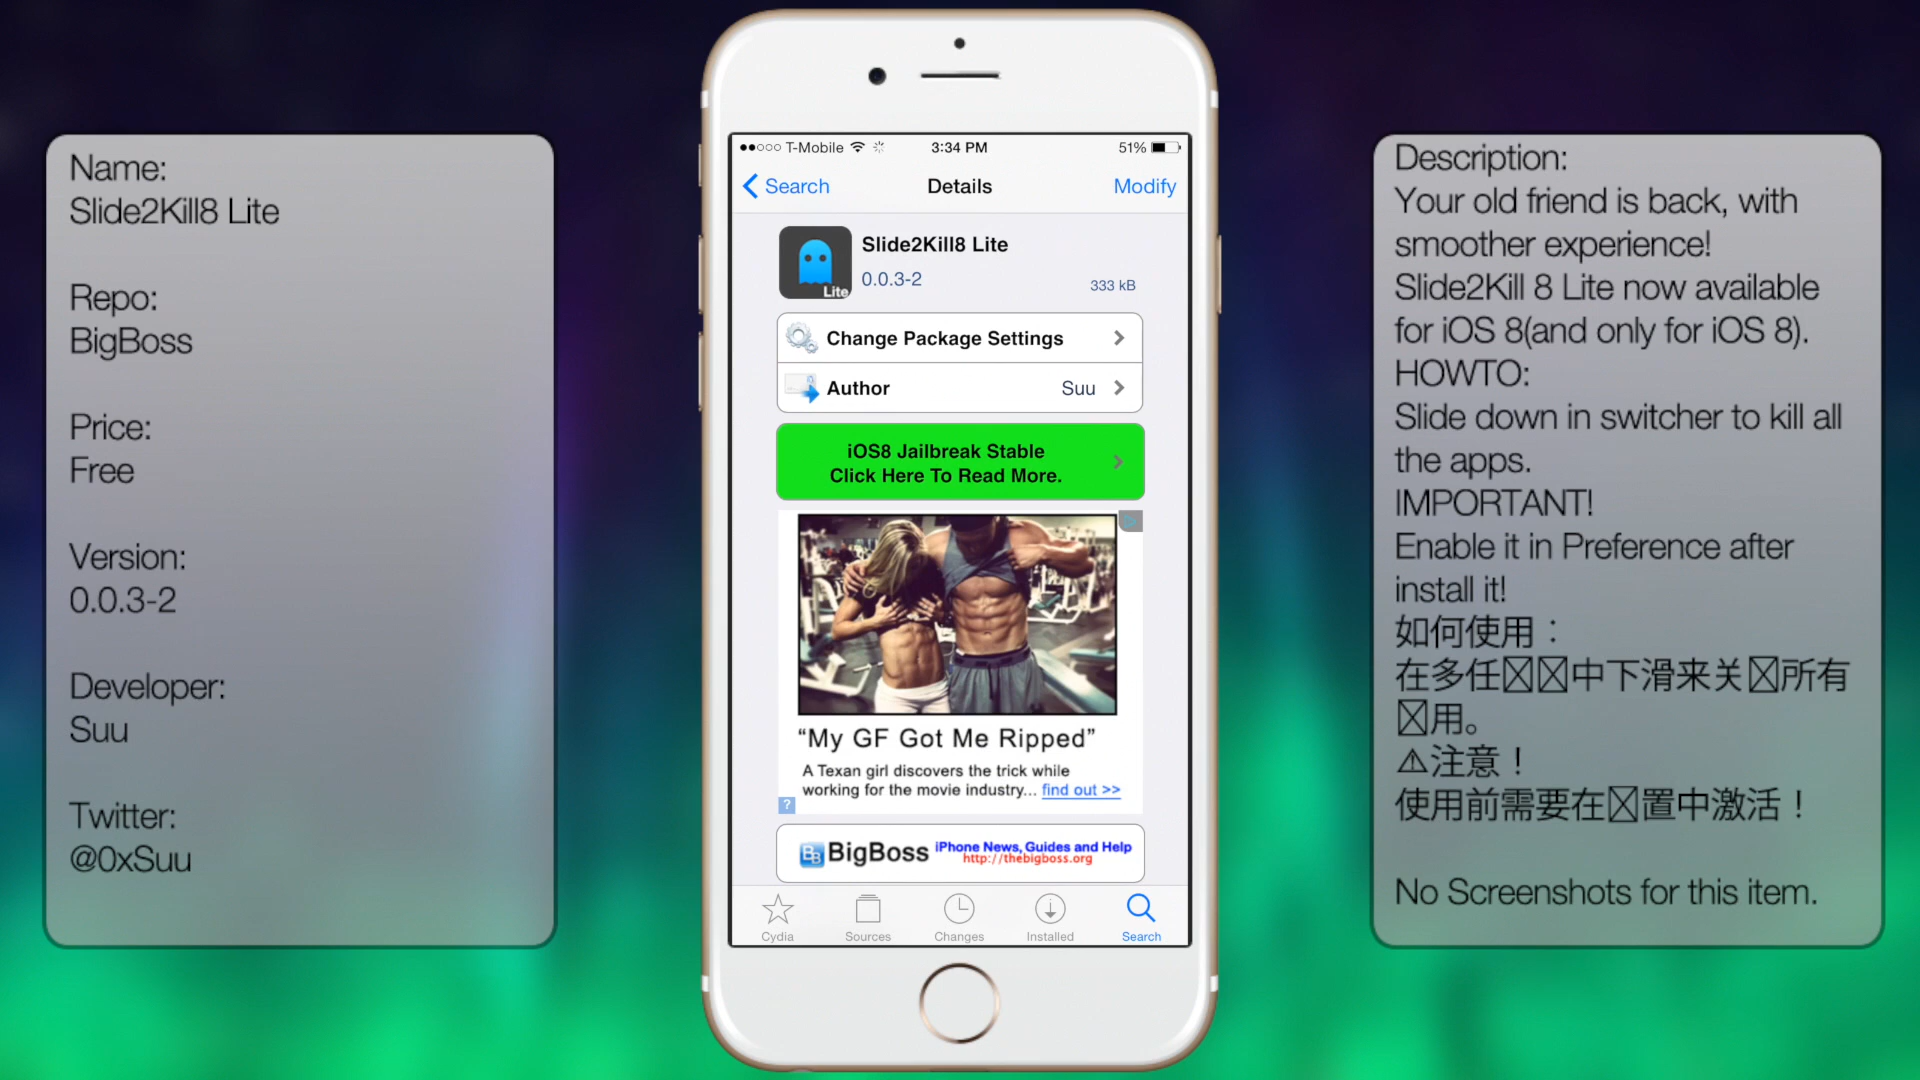 Name:
Slide2Kill8 Lite
Repo:
BigBoss
Price:
Free
Version:
0.0.3-2
Developer:
Suu
Twitter:
@0xSuu
T-Mobile 3:34 PM 51%
Search Details Modify
Slide2Kill8 Lite
0.0.3-2
333 kB
Lite
Change Package Settings
Author Suu
iOS8 Jailbreak Stable
Click Here To Read More.
“My GF Got Me Ripped”
A Texan girl discovers the trick while
working for the movie industry... find out >>
?
BigBoss iPhone News, Guides and Help
http://thebigboss.org
Cydia Sources Changes Installed Search
Description:
Your old friend is back, with
smoother experience!
Slide2Kill 8 Lite now available
for iOS 8(and only for iOS 8).
HOWTO:
Slide down in switcher to kill all
the apps.
IMPORTANT!
Enable it in Preference after
install it!
如何使用：
在多任中下滑来关所有
用。
⚠注意！
使用前需要在置中激活！
No Screenshots for this item.